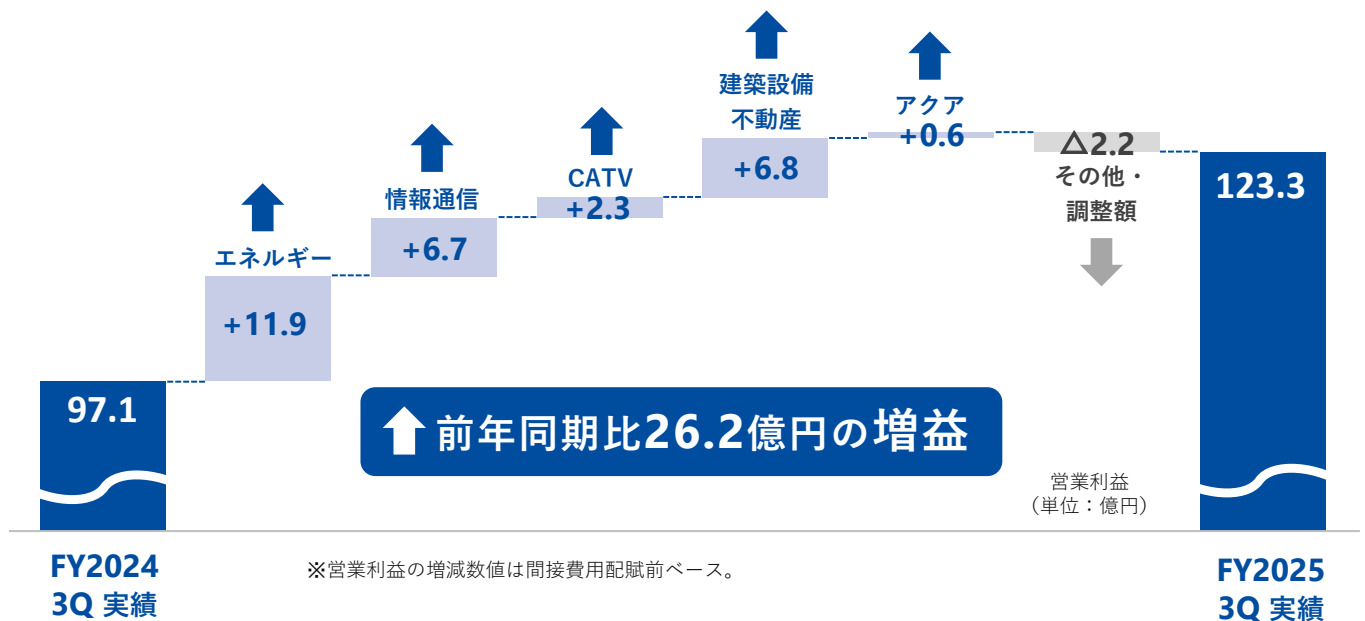 建築設備
不動産
+6.8
アクア
+0.6
△2.2
その他・
調整額
CATV
+2.3
情報通信
+6.7
エネルギー
+11.9
97.1
123.3
前年同期比26.2億円の増益
営業利益
（単位：億円）
FY2024
3Q 実績
※営業利益の増減数値は間接費用配賦前ベース。
FY2025
3Q 実績